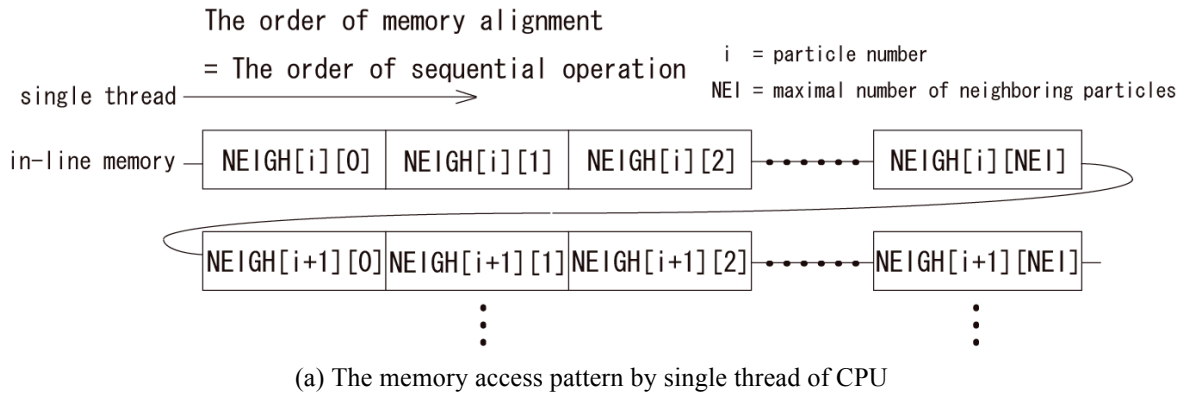 The order of memory alignment
= The order of sequential operation
i = particle number
NEI = maximal number of neighboring particles
single thread
in-line memory
NEIGH[i][0] NEIGH[i][1] NEIGH[i][2] ...... NEIGH[i][NEI]
NEIGH[i+1][0] NEIGH[i+1][1] NEIGH[i+1][2] ...... NEIGH[i+1][NEI]
(a) The memory access pattern by single thread of CPU